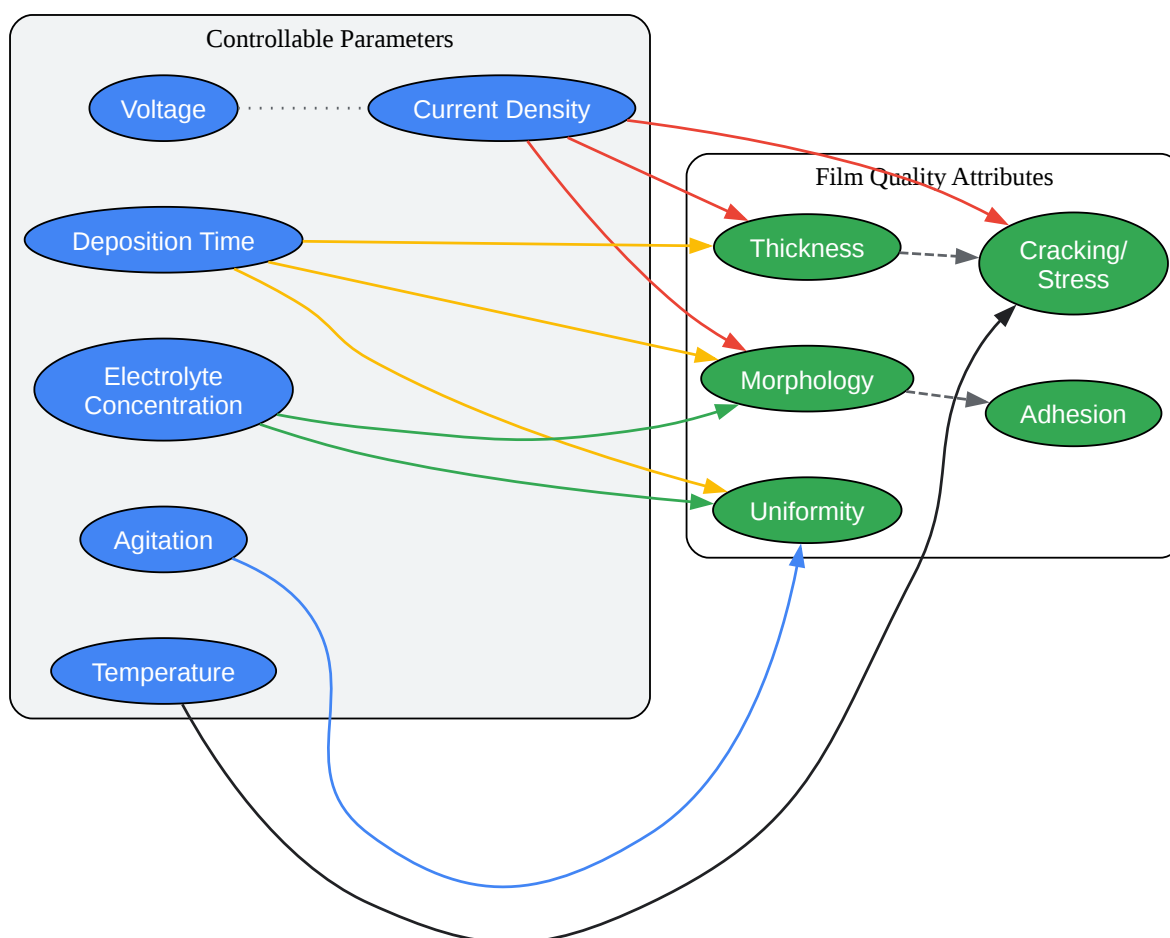 Controllable Parameters
Voltage
Current Density
Film Quality Attributes
Deposition Time
Thickness
Cracking/
Stress
Electrolyte
Concentration
Morphology
Adhesion
Agitation
Uniformity
Temperature